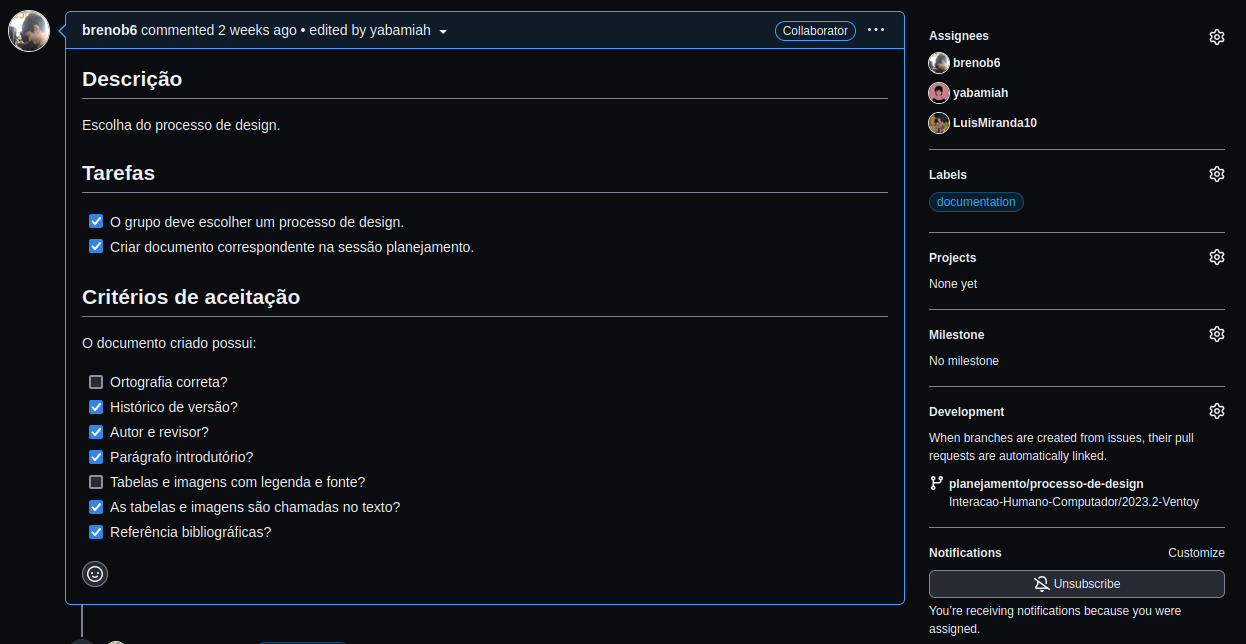 brenob6 commented 2 weeks ago • edited by yabamiah
Collaborator
Descrição
Escolha do processo de design.
Tarefas
O grupo deve escolher um processo de design.
Criar documento correspondente na sessão planejamento.
Critérios de aceitação
O documento criado possui:
Ortografia correta?
Histórico de versão?
Autor e revisor?
Parágrafo introdutório?
Tabelas e imagens com legenda e fonte?
As tabelas e imagens são chamadas no texto?
Referência bibliográficas?
Assignees
brenob6
yabamiah
LuisMiranda10
Labels
documentation
Projects
None yet
Milestone
No milestone
Development
When branches are created from issues, their pull
requests are automatically linked.
planejamento/processo-de-design
Interacao-Humano-Computador/2023.2-Ventoy
Notifications
Customize
Unsubscribe
You're receiving notifications because you were
assigned.